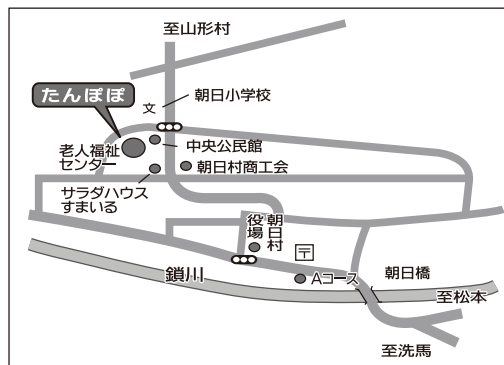 至山形村
たんぽぽ
文
朝日小学校
老人福祉
センター
中央公民館
朝日村商工会
サラダハウス
すまいる
朝日村
役場
〒
Aコース
朝日橋
鎖川
至松本
至洗馬